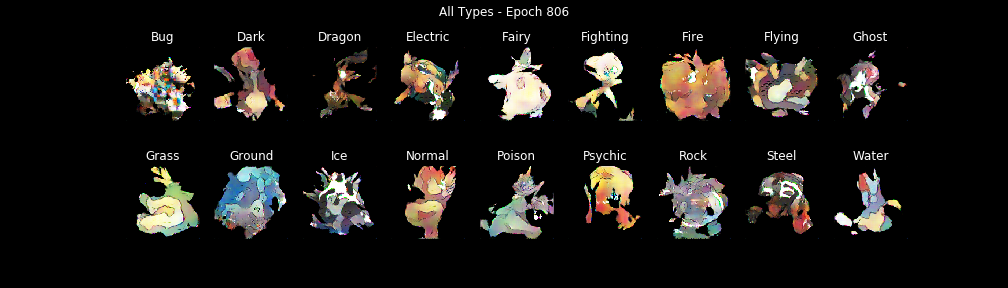 All Types - Epoch 806
Bug Dark Dragon Electric Fairy Fighting Fire Flying Ghost
Grass Ground Ice Normal Poison Psychic Rock Steel Water